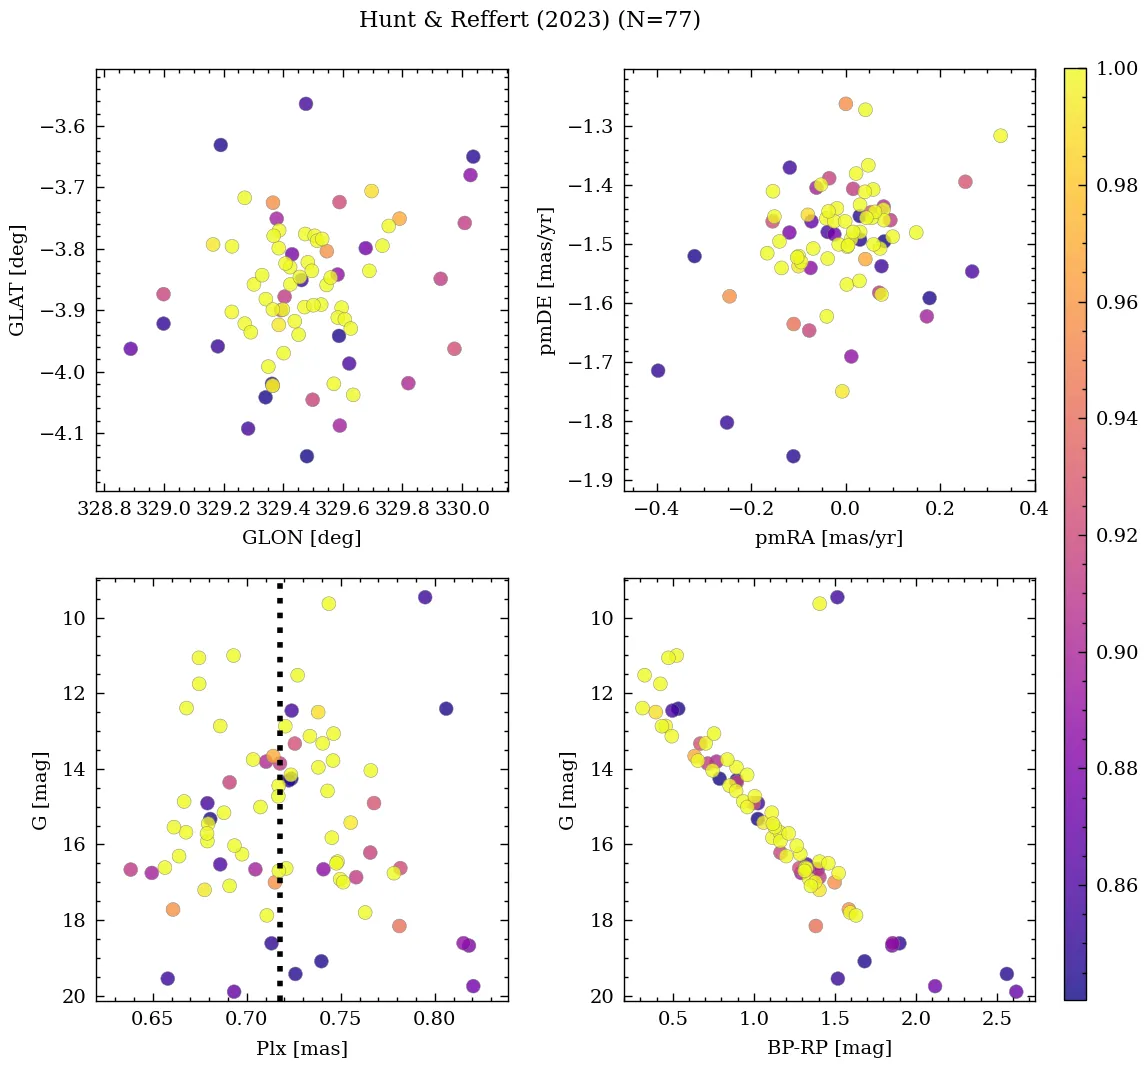 Hunt & Reffert (2023) (N=77)
GLAT [deg]
−3.6
−3.7
−3.8
−3.9
−4.0
−4.1
328.8 329.0 329.2 329.4 329.6 329.8 330.0
GLON [deg]
pmDE [mas/yr]
−1.3
−1.4
−1.5
−1.6
−1.7
−1.8
−1.9
−0.4 −0.2 0.0 0.2 0.4
pmRA [mas/yr]
G [mag]
10
12
14
16
18
20
0.65 0.70 0.75 0.80
Plx [mas]
G [mag]
10
12
14
16
18
20
0.5 1.0 1.5 2.0 2.5
BP-RP [mag]
1.00
0.98
0.96
0.94
0.92
0.90
0.88
0.86